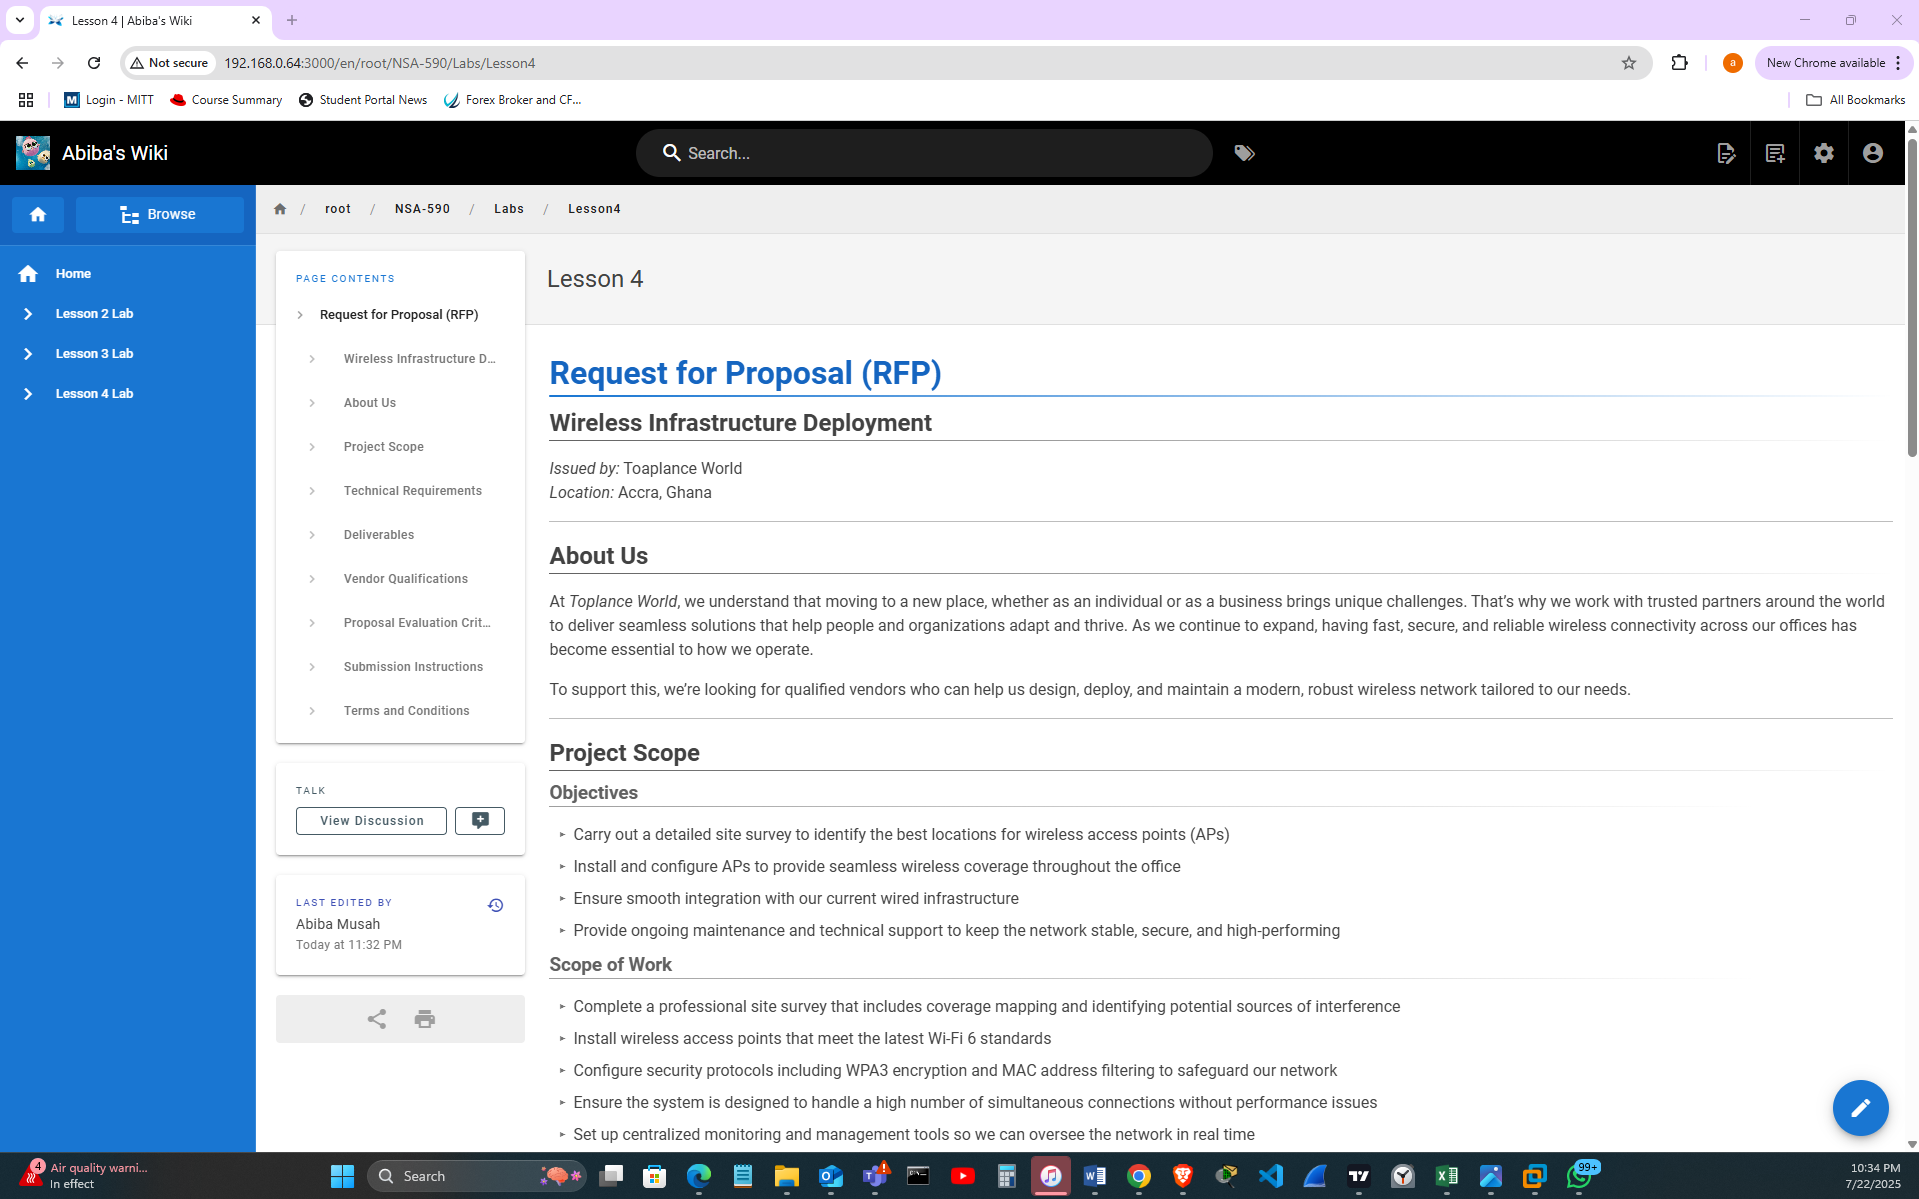 Lesson 4 | Abiba's Wiki
Not secure
192.168.0.64:3000/en/root/NSA-590/Labs/Lesson4
a
New Chrome available
Login - MITT
Course Summary
Student Portal News
Forex Broker and CF...
All Bookmarks
Abiba's Wiki
Search...
Browse
root / NSA-590 / Labs / Lesson4
Home
Lesson 2 Lab
Lesson 3 Lab
Lesson 4 Lab
PAGE CONTENTS
Request for Proposal (RFP)
Wireless Infrastructure D...
About Us
Project Scope
Technical Requirements
Deliverables
Vendor Qualifications
Proposal Evaluation Crit...
Submission Instructions
Terms and Conditions
TALK
View Discussion
LAST EDITED BY
Abiba Musah
Today at 11:32 PM
Lesson 4
Request for Proposal (RFP)
Wireless Infrastructure Deployment
Issued by: Toaplance World
Location: Accra, Ghana
About Us
At Toplance World, we understand that moving to a new place, whether as an individual or as a business brings unique challenges. That’s why we work with trusted partners around the world
to deliver seamless solutions that help people and organizations adapt and thrive. As we continue to expand, having fast, secure, and reliable wireless connectivity across our offices has
become essential to how we operate.
To support this, we’re looking for qualified vendors who can help us design, deploy, and maintain a modern, robust wireless network tailored to our needs.
Project Scope
Objectives
Carry out a detailed site survey to identify the best locations for wireless access points (APs)
Install and configure APs to provide seamless wireless coverage throughout the office
Ensure smooth integration with our current wired infrastructure
Provide ongoing maintenance and technical support to keep the network stable, secure, and high-performing
Scope of Work
Complete a professional site survey that includes coverage mapping and identifying potential sources of interference
Install wireless access points that meet the latest Wi-Fi 6 standards
Configure security protocols including WPA3 encryption and MAC address filtering to safeguard our network
Ensure the system is designed to handle a high number of simultaneous connections without performance issues
Set up centralized monitoring and management tools so we can oversee the network in real time
4
Air quality warni...
In effect
Search
99+
10:34 PM
7/22/2025